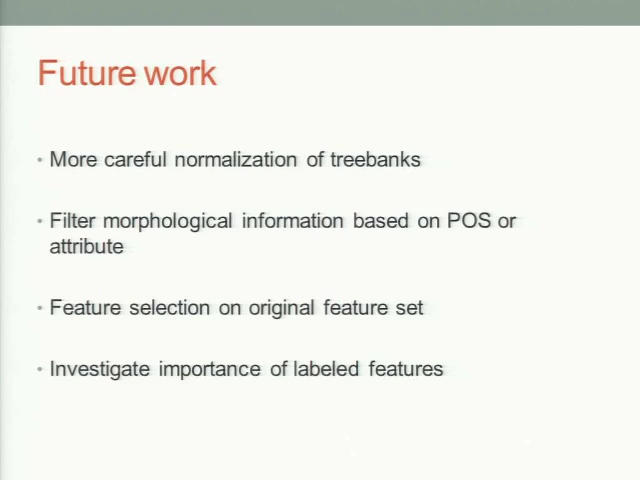 Future work
• More careful normalization of treebanks
• Filter morphological information based on POS or
attribute
• Feature selection on original feature set
• Investigate importance of labeled features